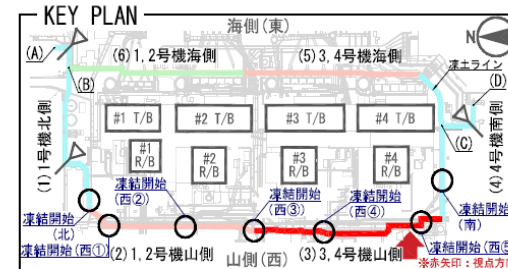 KEY PLAN
海側(東)
N
(A)
(6)1,2号機海側
(5)3,4号機海側
凍土ライン
(B)
(D)
#1 T/B
#2 T/B
#3 T/B
#4 T/B
(C)
(1)1号機北側
(4)4号機南側
#1
R/B
#2
R/B
#3
R/B
#4
R/B
凍結開始
(西②)
凍結開始
(西③)
凍結開始
(西④)
凍結開始
(北)
凍結開始
(南)
凍結開始(西①)
(2)1,2号機山側
山側(西)
(3)3,4号機山側
凍結開始(西⑤
※赤矢印:視点方向